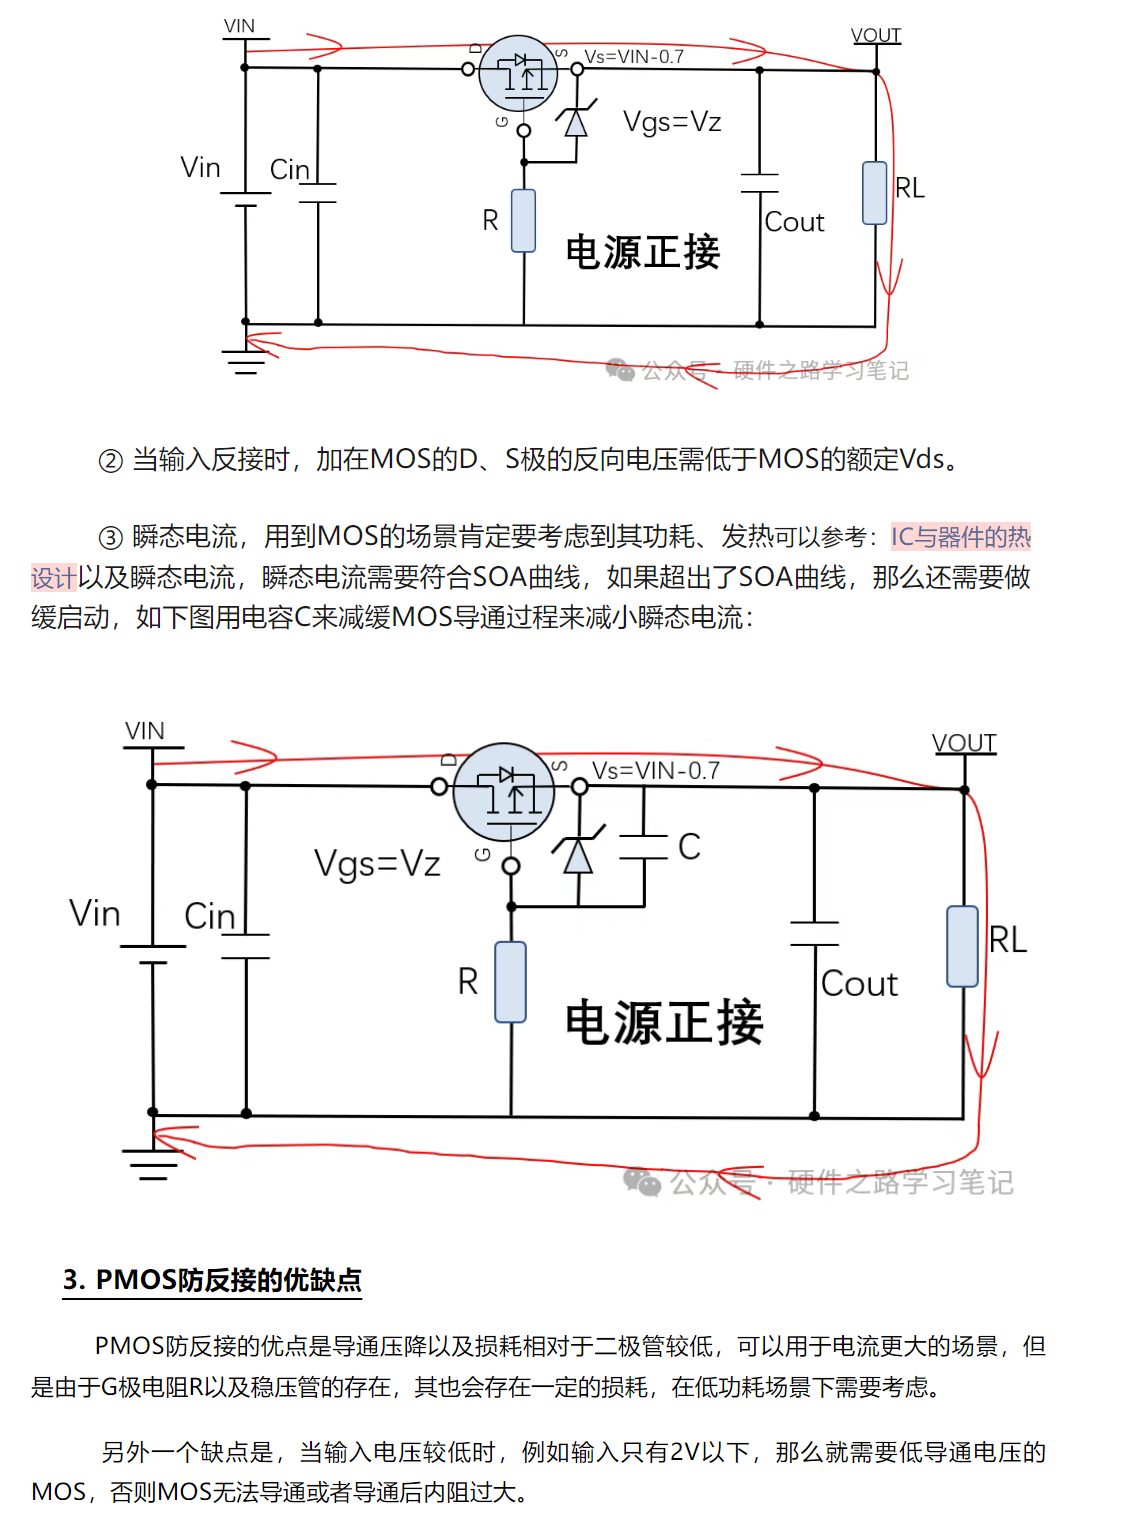 VIN
VOUT
D
S
Vs=VIN-0.7
G
Vgs=Vz
Vin
Cin
R
RL
Cout
电源正接
公众号 · 硬件之路学习笔记
② 当输入反接时，加在MOS的D、S极的反向电压需低于MOS的额定Vds。
③ 瞬态电流，用到MOS的场景肯定要考虑到其功耗、发热可以参考：IC与器件的热
设计以及瞬态电流，瞬态电流需要符合SOA曲线，如果超出了SOA曲线，那么还需要做
缓启动，如下图用电容C来减缓MOS导通过程来减小瞬态电流：
VIN
VOUT
D
S
Vs=VIN-0.7
G
C
Vgs=Vz
Vin
Cin
R
RL
Cout
电源正接
公众号 · 硬件之路学习笔记
3. PMOS防反接的优缺点
PMOS防反接的优点是导通压降以及损耗相对于二极管较低，可以用于电流更大的场景，但
是由于G极电阻R以及稳压管的存在，其也会存在一定的损耗，在低功耗场景下需要考虑。
另外一个缺点是，当输入电压较低时，例如输入只有2V以下，那么就需要低导通电压的
MOS，否则MOS无法导通或者导通后内阻过大。